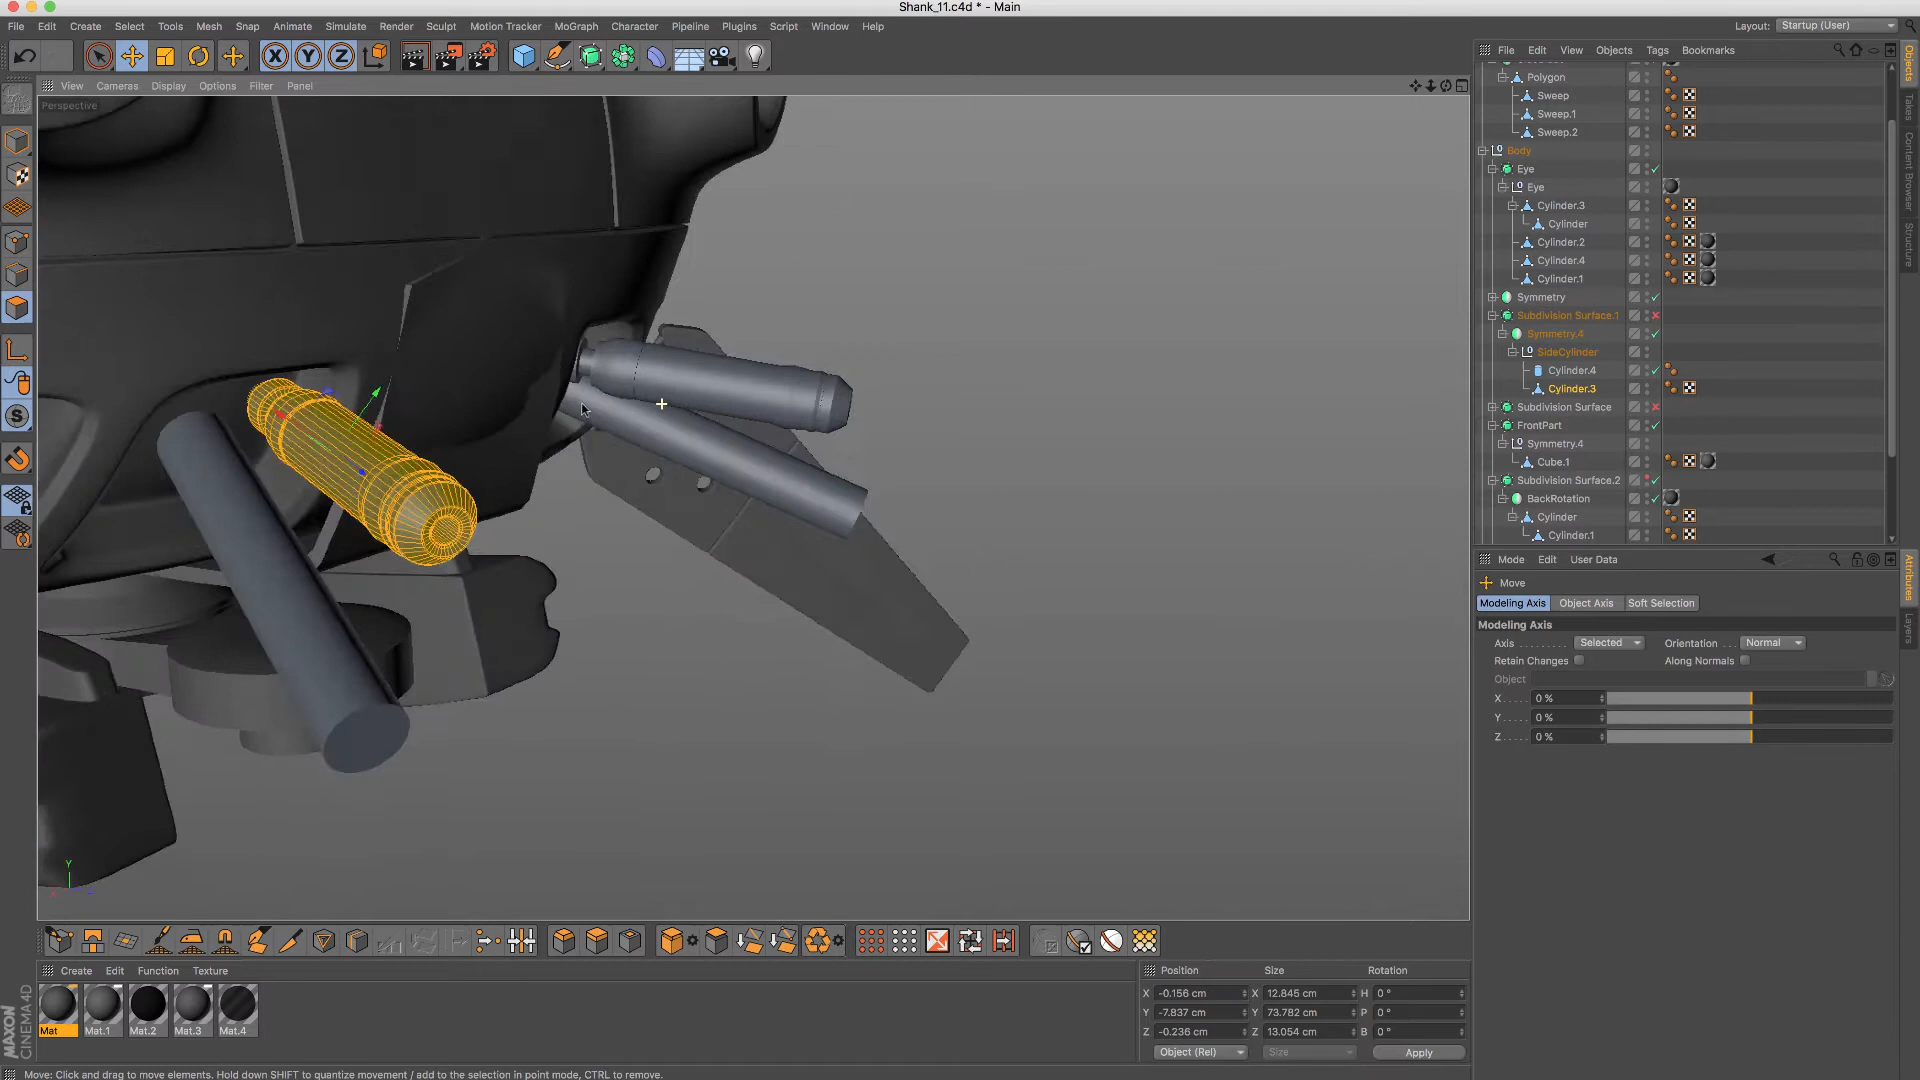 Shank_11.c4d * - Main
File Edit Create Select Tools Mesh Snap Animate Simulate Render Sculpt Motion Tracker MoGraph Character Pipeline Plugins Script Window Help
Layout: Startup (User)
X Y Z
View Cameras Display Options Filter Panel
Perspective
File Edit View Objects Tags Bookmarks
Polygon
Sweep
Sweep.1
Sweep.2
Body
Eye
Eye
Cylinder.3
Cylinder
Cylinder.2
Cylinder.4
Cylinder.1
Symmetry
Subdivision Surface.1
Symmetry.4
SideCylinder
Cylinder.4
Cylinder.3
Subdivision Surface
FrontPart
Symmetry.4
Cube.1
Subdivision Surface.2
BackRotation
Cylinder
Cylinder.1
Objects
Takes
Content Browser
Structure
Mode Edit User Data
Move
Modeling Axis Object Axis Soft Selection
Modeling Axis
Axis Selected Orientation Normal
Retain Changes Along Normals
Object
X 0 %
Y 0 %
Z 0 %
Attributes
Layers
Y
Create Edit Function Texture
Mat Mat.1 Mat.2 Mat.3 Mat.4
MAXON
CINEMA4D
Position Size Rotation
X -0.156 cm X 12.845 cm H 0 °
Y -7.837 cm Y 73.782 cm P 0 °
Z -0.236 cm Z 13.054 cm B 0 °
Object (Rel) Size Apply
Move: Click and drag to move elements. Hold down SHIFT to quantize movement / add to the selection in point mode, CTRL to remove.